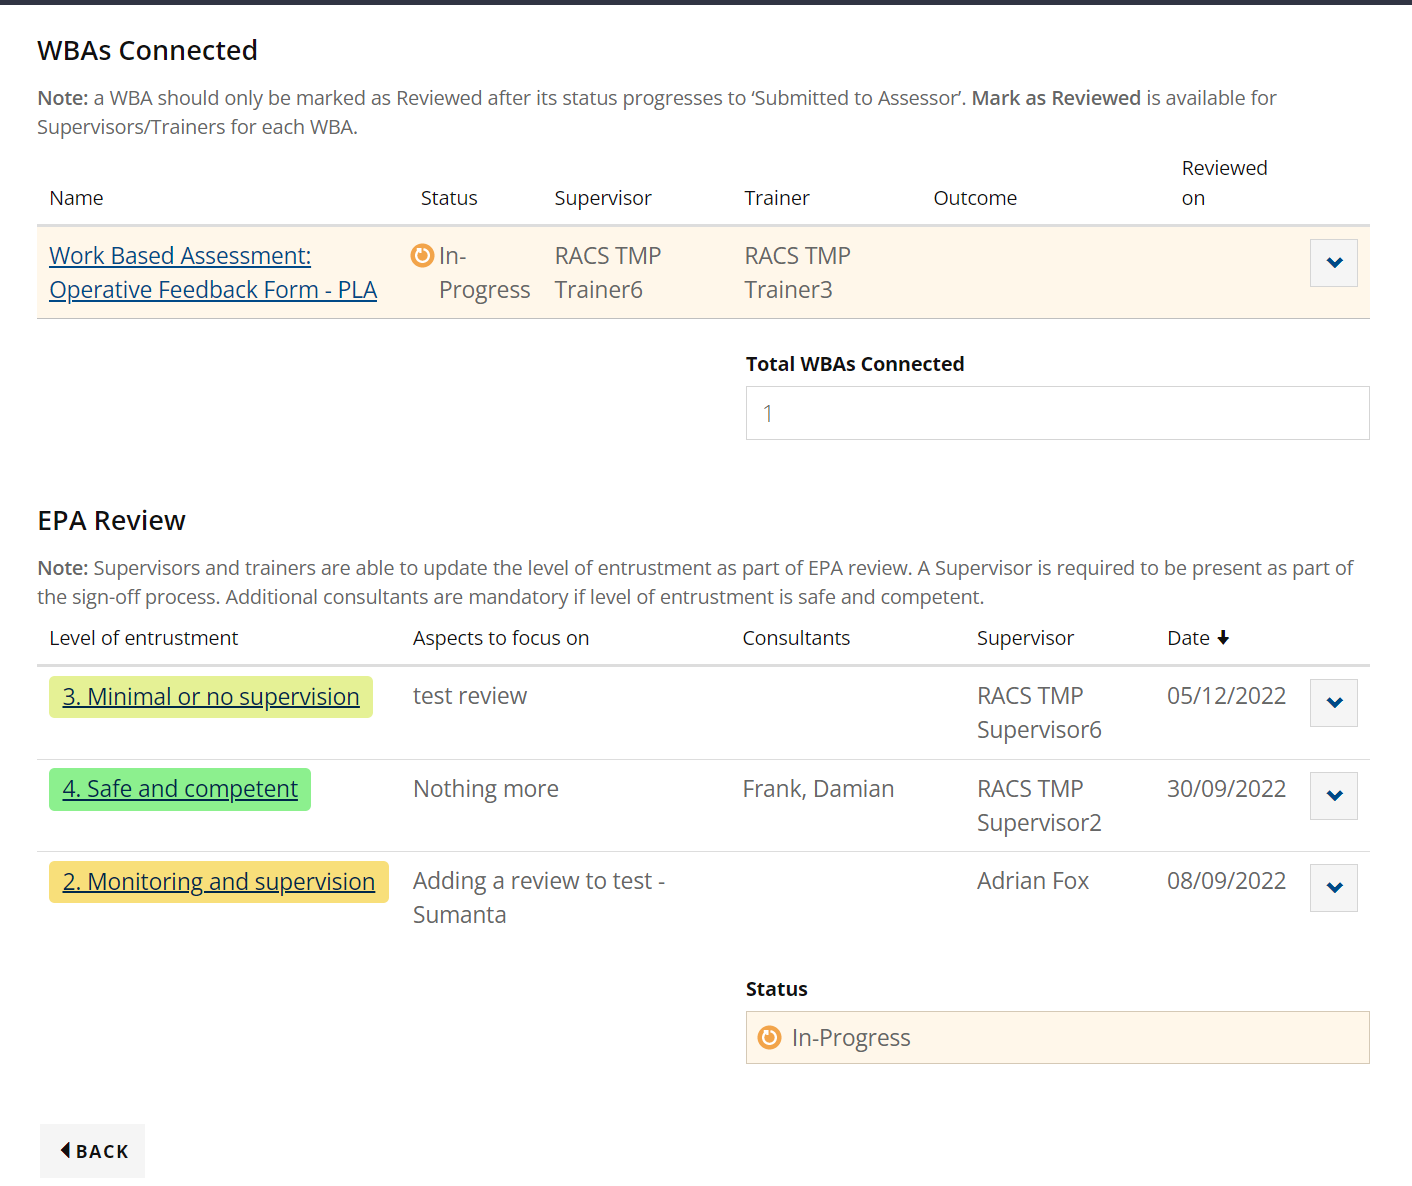 WBAs Connected
Note: a WBA should only be marked as Reviewed after its status progresses to ‘Submitted to Assessor’. Mark as Reviewed is available for
Supervisors/Trainers for each WBA.
Name Status Supervisor Trainer Outcome Reviewed
on
Work Based Assessment: In- RACS TMP RACS TMP
Operative Feedback Form - PLA Progress Trainer6 Trainer3
Total WBAs Connected
1
EPA Review
Note: Supervisors and trainers are able to update the level of entrustment as part of EPA review. A Supervisor is required to be present as part of
the sign-off process. Additional consultants are mandatory if level of entrustment is safe and competent.
Level of entrustment Aspects to focus on Consultants Supervisor Date
3. Minimal or no supervision test review RACS TMP 05/12/2022
Supervisor6
4. Safe and competent Nothing more Frank, Damian RACS TMP 30/09/2022
Supervisor2
2. Monitoring and supervision Adding a review to test - Adrian Fox 08/09/2022
Sumanta
Status
In-Progress
BACK